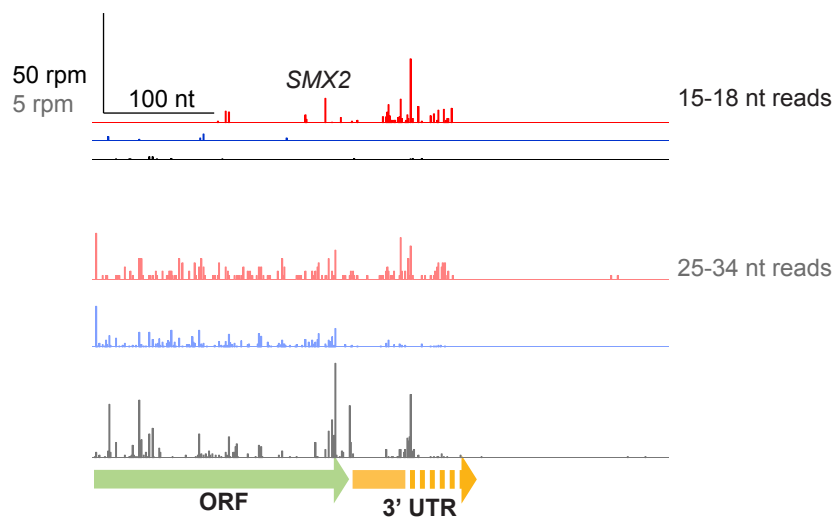 SMX2
50 rpm
5 rpm
100 nt
15-18 nt reads
25-34 nt reads
ORF
3' UTR